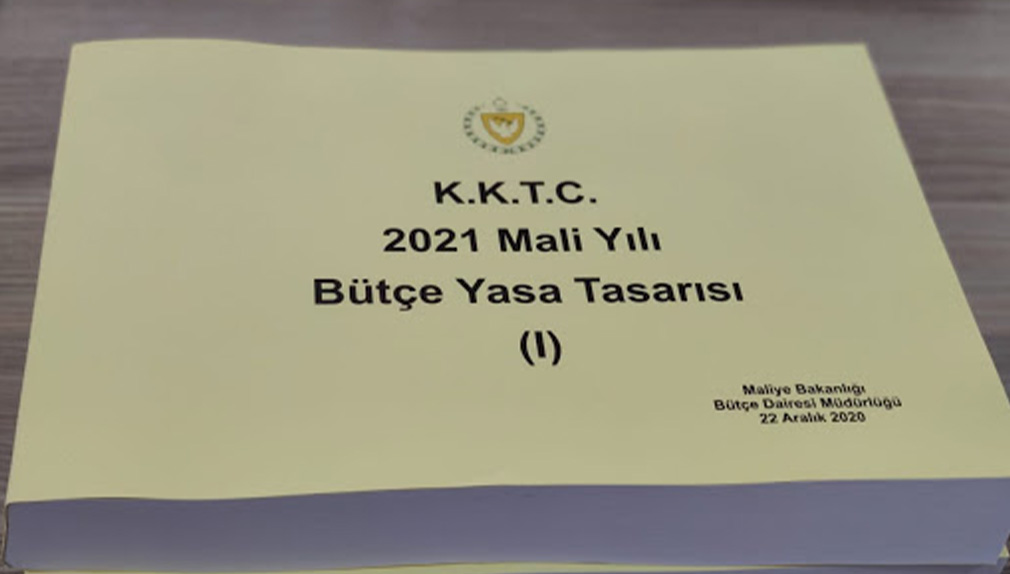 K.K.T.C.
2021 Mali Yılı
Bütçe Yasa Tasarısı
(I)
Maliye Bakanlığı
Bütçe Dairesi Müdürlüğü
22 Aralık 2020